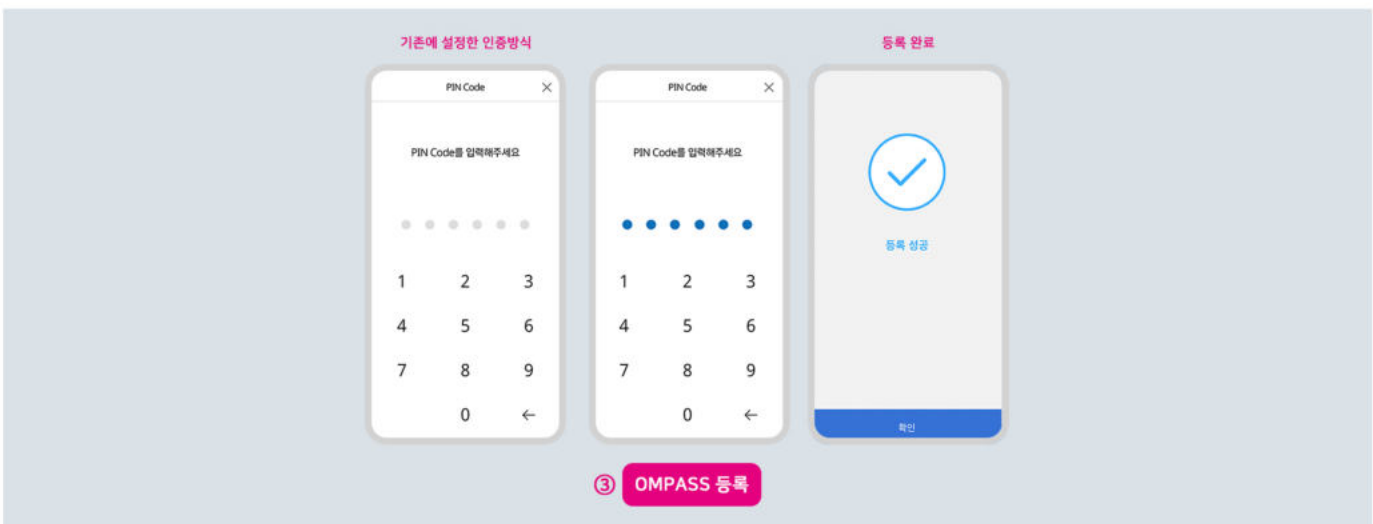 기존에 설정한 인증방식
등록 완료
PIN Code ×
PIN Code를 입력해주세요
1 2 3
4 5 6
7 8 9
0 ←
PIN Code ×
PIN Code를 입력해주세요
1 2 3
4 5 6
7 8 9
0 ←
등록 성공
확인
③ OMPASS 등록